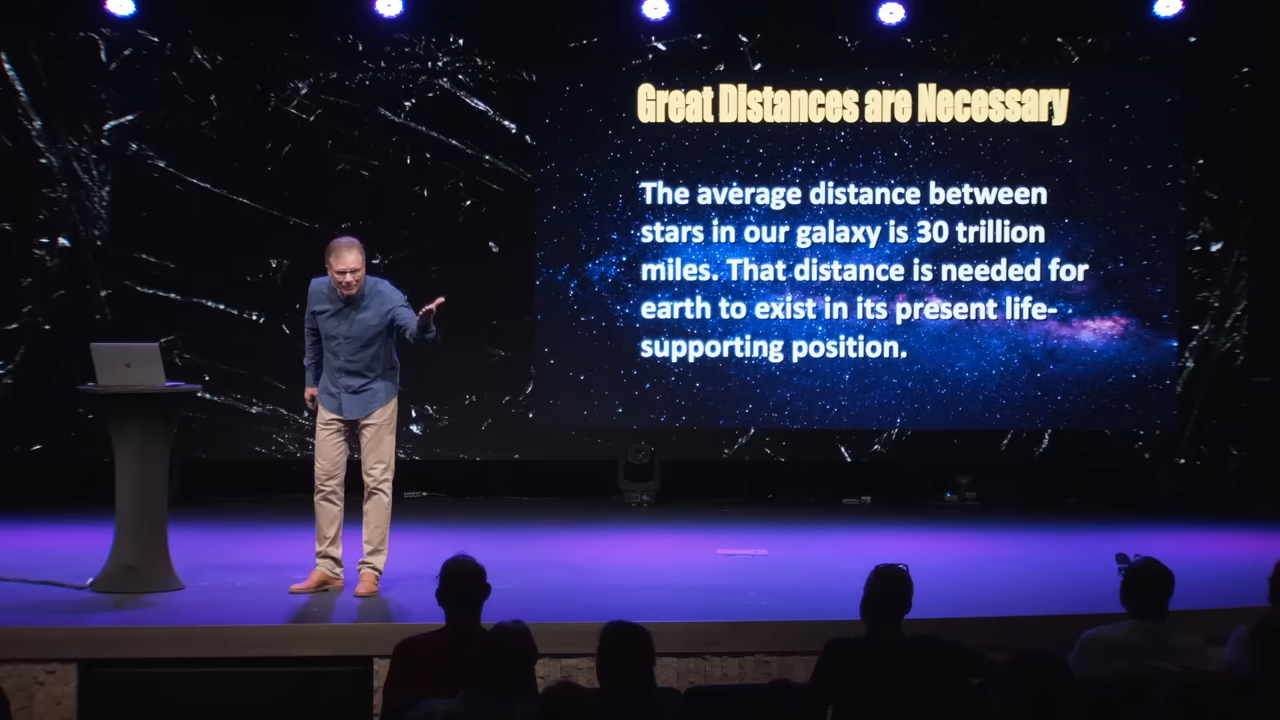 Great Distances are Necessary
The average distance between
stars in our galaxy is 30 trillion
miles. That distance is needed for
earth to exist in its present life-
supporting position.